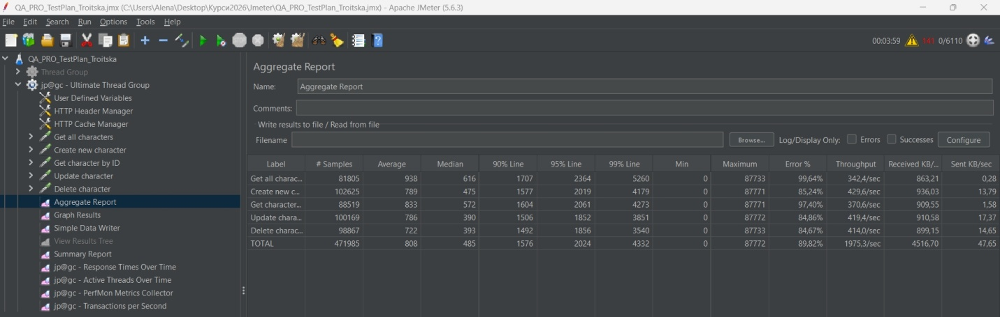 QA_PRO_TestPlan_Troitska.jmx (C:\Users\Alena\Desktop\Курси2026\Jmeter\QA_PRO_TestPlan_Troitska.jmx) - Apache JMeter (5.6.3)
File Edit Search Run Options Tools Help
00:03:59 141 0/6110
QA_PRO_TestPlan_Troitska
Thread Group
jp@gc - Ultimate Thread Group
User Defined Variables
HTTP Header Manager
HTTP Cache Manager
Get all characters
Create new character
Get character by ID
Update character
Delete character
Aggregate Report
Graph Results
Simple Data Writer
View Results Tree
Summary Report
jp@gc - Response Times Over Time
jp@gc - Active Threads Over Time
jp@gc - PerfMon Metrics Collector
jp@gc - Transactions per Second
Aggregate Report
Name: Aggregate Report
Comments:
Write results to file / Read from file
Filename Browse... Log/Display Only: Errors Successes Configure
Label # Samples Average Median 90% Line 95% Line 99% Line Min Maximum Error % Throughput Received KB/... Sent KB/sec
Get all charac... 81805 938 616 1707 2364 5260 0 87733 99,64% 342,4/sec 863,21 0,28
Create new c... 102625 789 475 1577 2019 4179 0 87771 85,24% 429,6/sec 936,03 13,79
Get character... 88519 833 572 1604 2061 4273 0 87771 97,40% 370,6/sec 909,55 1,58
Update chara... 100169 786 390 1506 1852 3851 0 87772 84,86% 419,4/sec 910,58 17,37
Delete charac... 98867 722 393 1492 1856 3540 0 87733 84,67% 414,0/sec 899,15 14,65
TOTAL 471985 808 485 1576 2024 4332 0 87772 89,82% 1975,3/sec 4516,70 47,65